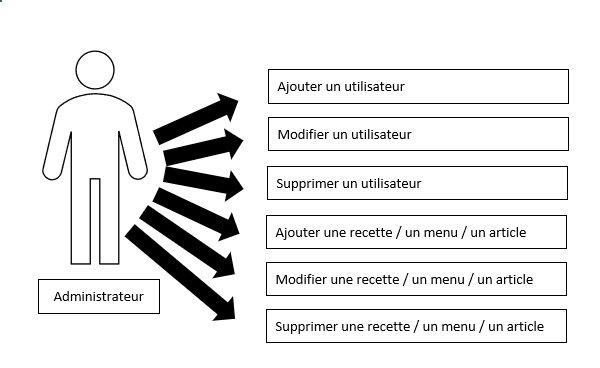 Ajouter un utilisateur
Modifier un utilisateur
Supprimer un utilisateur
Ajouter une recette / un menu / un article
Modifier une recette / un menu / un article
Administrateur
Supprimer une recette / un menu / un article